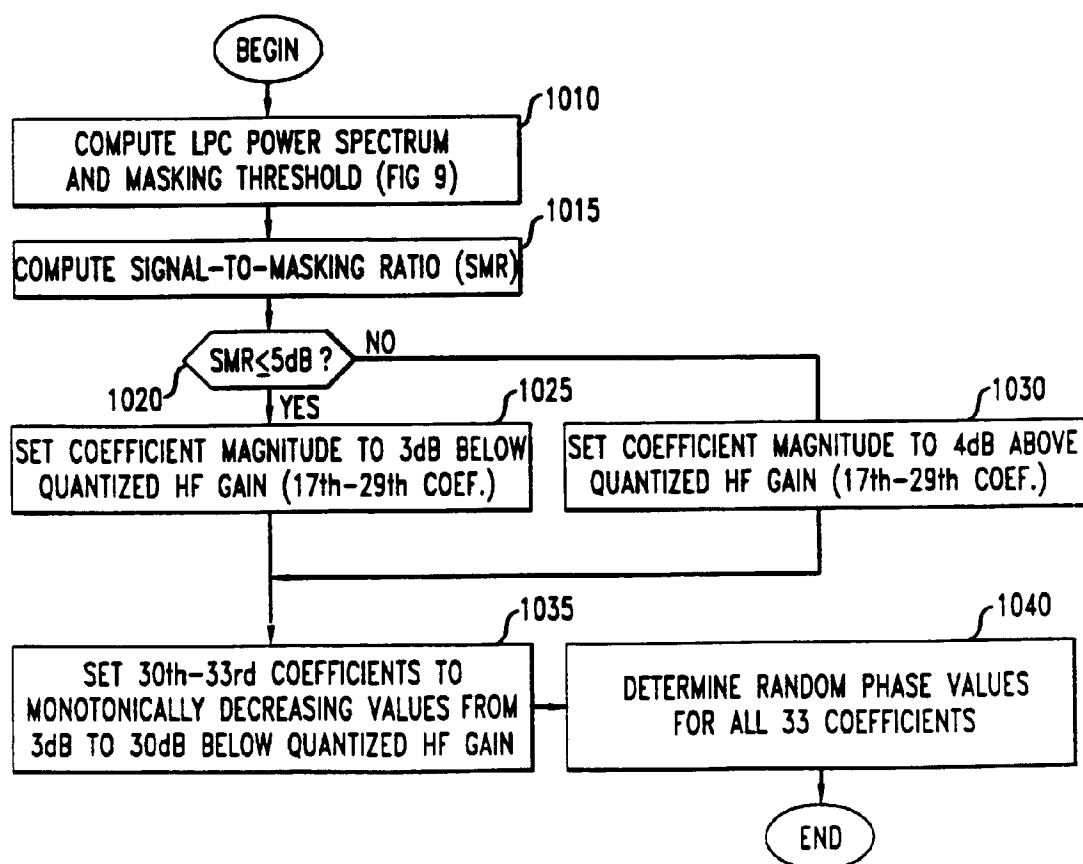 BEGIN
1010
COMPUTE LPC POWER SPECTRUM
AND MASKING THRESHOLD (FIG 9)
1015
COMPUTE SIGNAL-TO-MASKING RATIO (SMR)
SMR≤5dB ?
NO
1020
YES
1025
SET COEFFICIENT MAGNITUDE TO 3dB BELOW
QUANTIZED HF GAIN (17th-29th COEF.)
1030
SET COEFFICIENT MAGNITUDE TO 4dB ABOVE
QUANTIZED HF GAIN (17th-29th COEF.)
1035
SET 30th-33rd COEFFICIENTS TO
MONOTONICALLY DECREASING VALUES FROM
3dB TO 30dB BELOW QUANTIZED HF GAIN
1040
DETERMINE RANDOM PHASE VALUES
FOR ALL 33 COEFFICIENTS
END